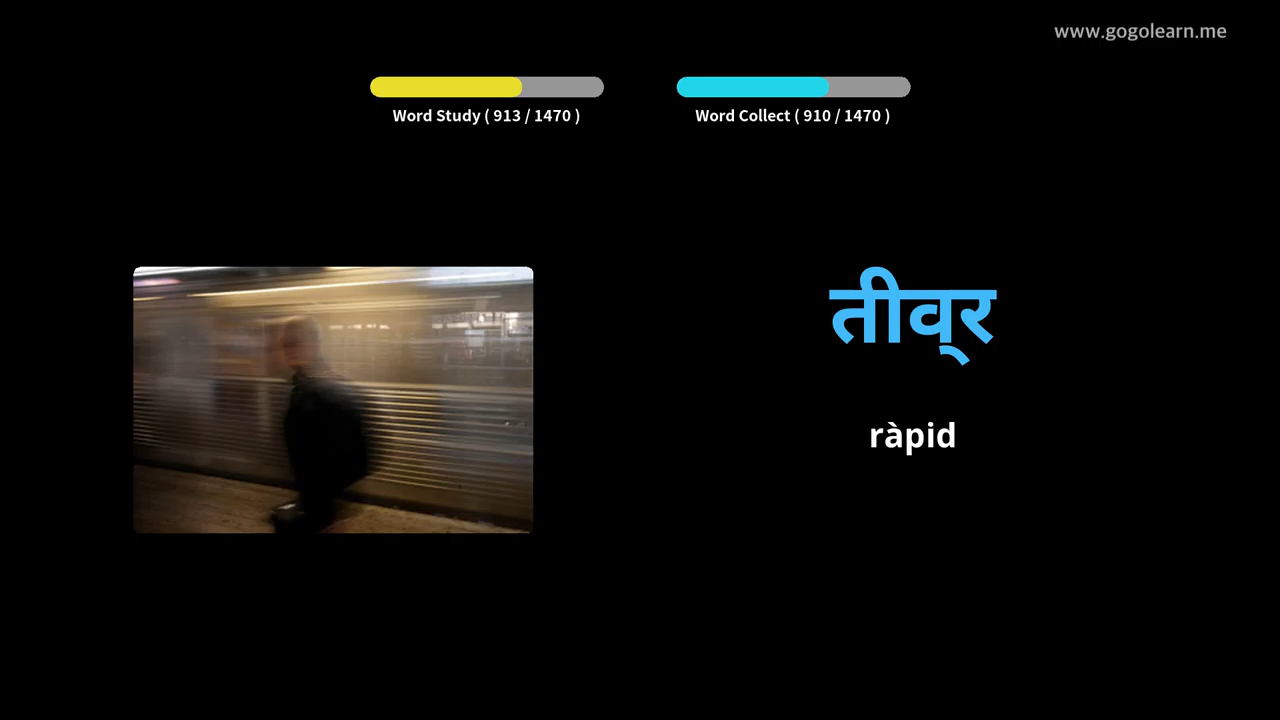 www.gogolearn.me
Word Study ( 913 / 1470 )
Word Collect ( 910 / 1470 )
तीव्‌र
ràpid